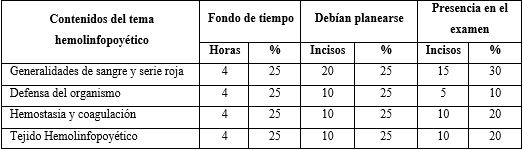 Contenidos del tema hemolinfopoyético | Fondo de tiempo | Debían planearse | Presencia en el examen
Horas | % | Incisos | % | Incisos | %
Generalidades de sangre y serie roja | 4 | 25 | 20 | 25 | 15 | 30
Defensa del organismo | 4 | 25 | 10 | 25 | 5 | 10
Hemostasia y coagulación | 4 | 25 | 10 | 25 | 10 | 20
Tejido Hemolinfopoyético | 4 | 25 | 10 | 25 | 10 | 20